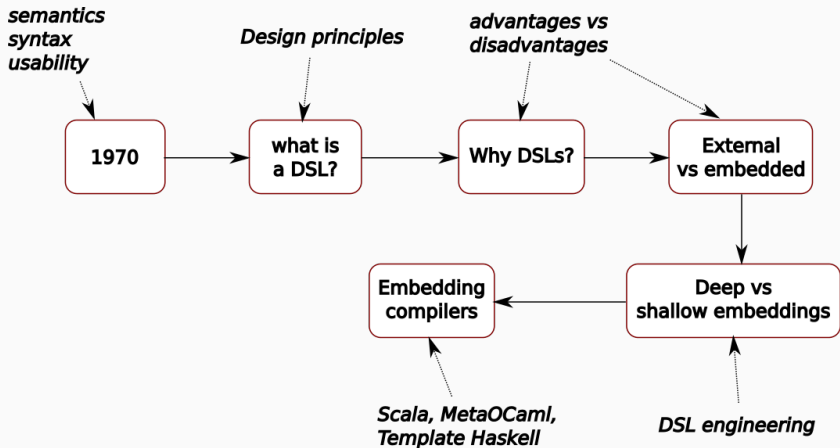 semantics
syntax
usability
Design principles
advantages vs
disadvantages
1970
what is
a DSL?
Why DSLs?
External
vs embedded
Embedding
compilers
Deep vs
shallow embeddings
Scala, MetaOCaml,
Template Haskell
DSL engineering